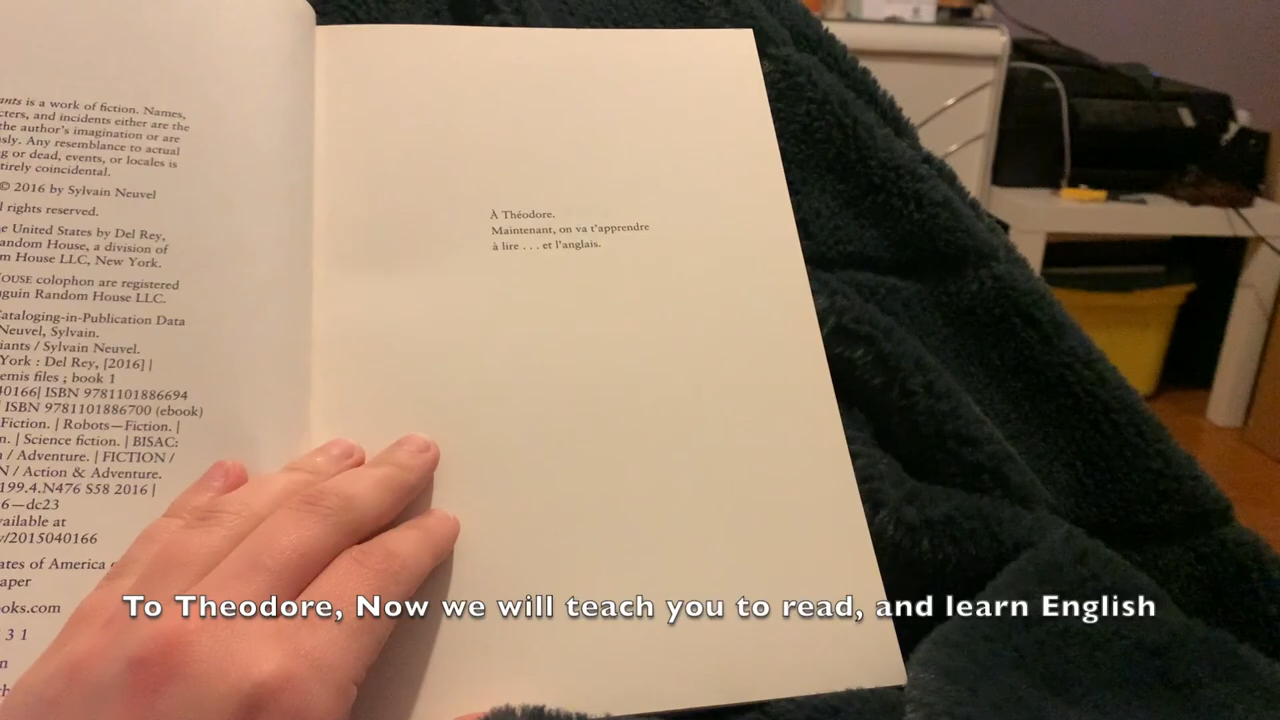 ants is a work of fiction. Names,
cters, and incidents either are the
the author's imagination or are
sly. Any resemblance to actual
g or dead, events, or locales is
tirely coincidental.
© 2016 by Sylvain Neuvel
l rights reserved.
e United States by Del Rey,
andom House, a division of
m House LLC, New York.
OUSE colophon are registered
guin Random House LLC.
Cataloging-in-Publication Data
Neuvel, Sylvain.
iants / Sylvain Neuvel.
York : Del Rey, [2016] |
emis files ; book 1
40166| ISBN 9781101886694
| ISBN 9781101886700 (ebook)
Fiction. | Robots—Fiction. |
n. | Science fiction. | BISAC:
n / Adventure. | FICTION /
N / Action & Adventure.
199.4.N476 S58 2016 |
6—dc23
vailable at
v/2015040166
ates of America
aper
oks.com
3 1
n
À Théodore.
Maintenant, on va t'apprendre
à lire . . . et l'anglais.
To Theodore, Now we will teach you to read, and learn English